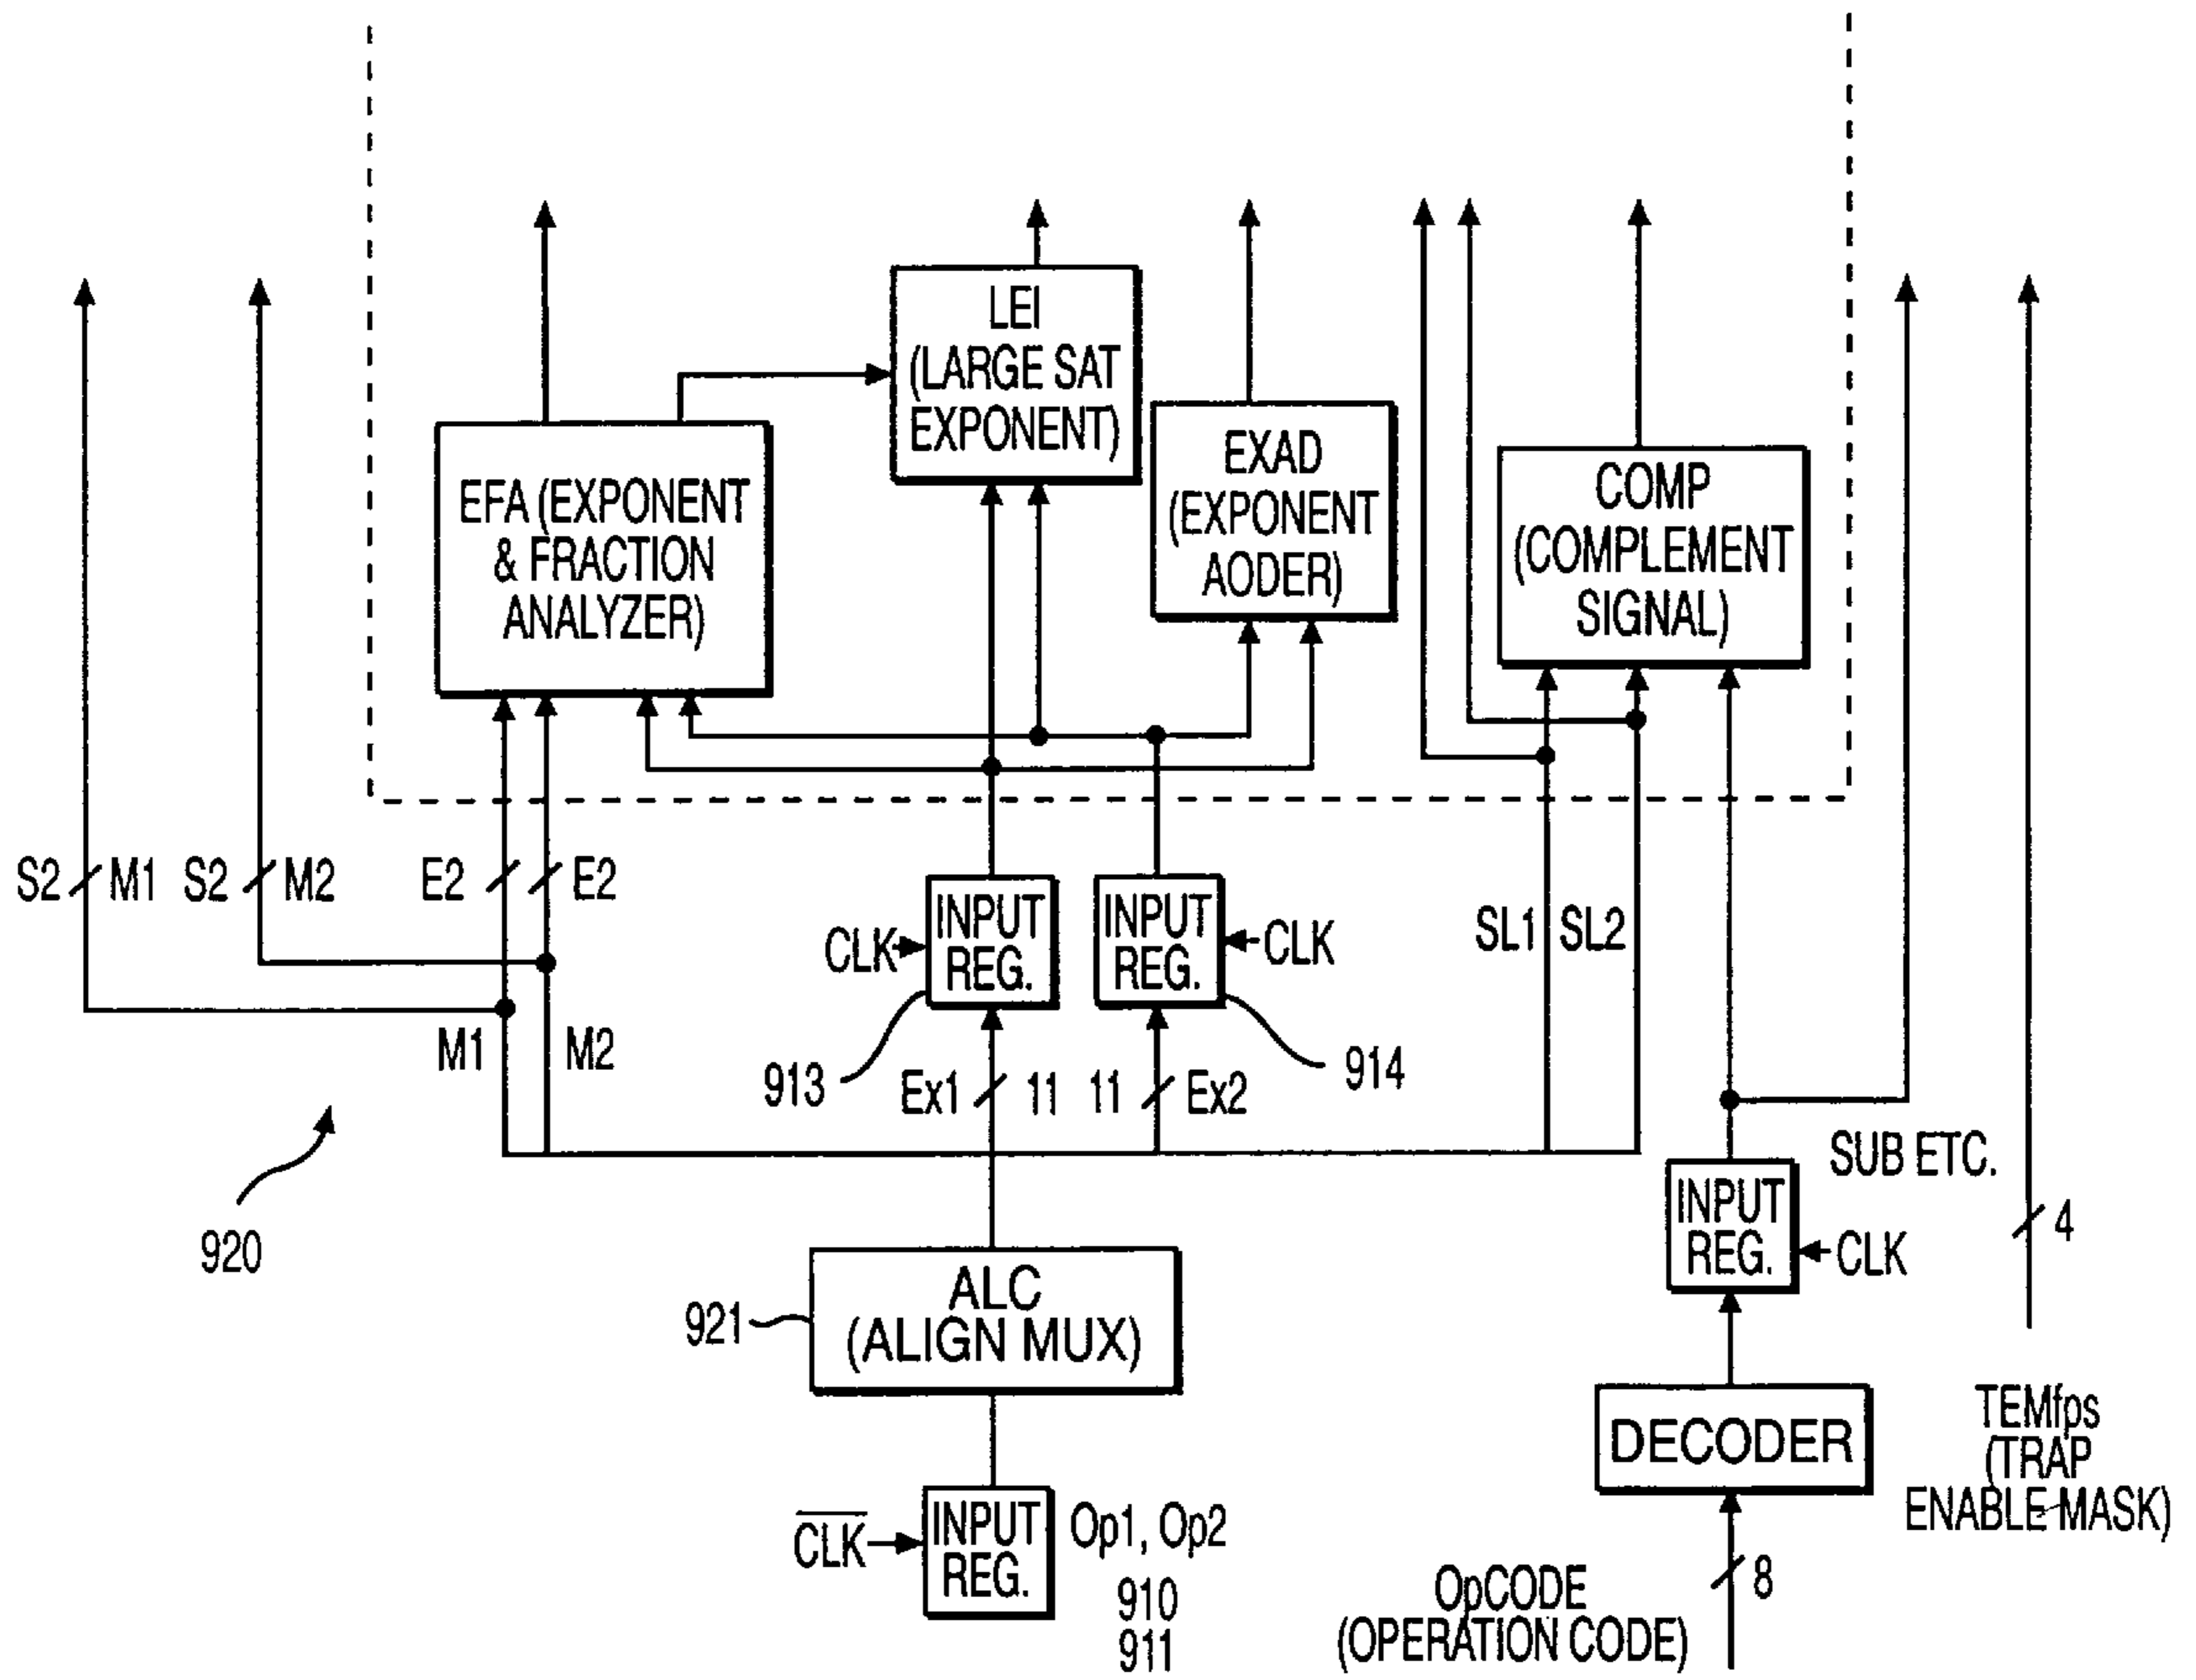 LEI
(LARGE SAT
EXPONENT)
EFA (EXPONENT
& FRACTION
ANALYZER)
EXAD
(EXPONENT
AODER)
COMP
(COMPLEMENT
SIGNAL)
S2
M1
S2
M2
E2
E2
CLK
INPUT
REG.
INPUT
REG.
CLK
SL1
SL2
M1
M2
913
Ex1
11
11
Ex2
914
920
SUB ETC.
INPUT
REG.
CLK
4
921
ALC
(ALIGN MUX)
DECODER
TEMfps
(TRAP
ENABLE MASK)
CLK
INPUT
REG.
Op1, Op2
910
911
OpCODE
(OPERATION CODE)
8